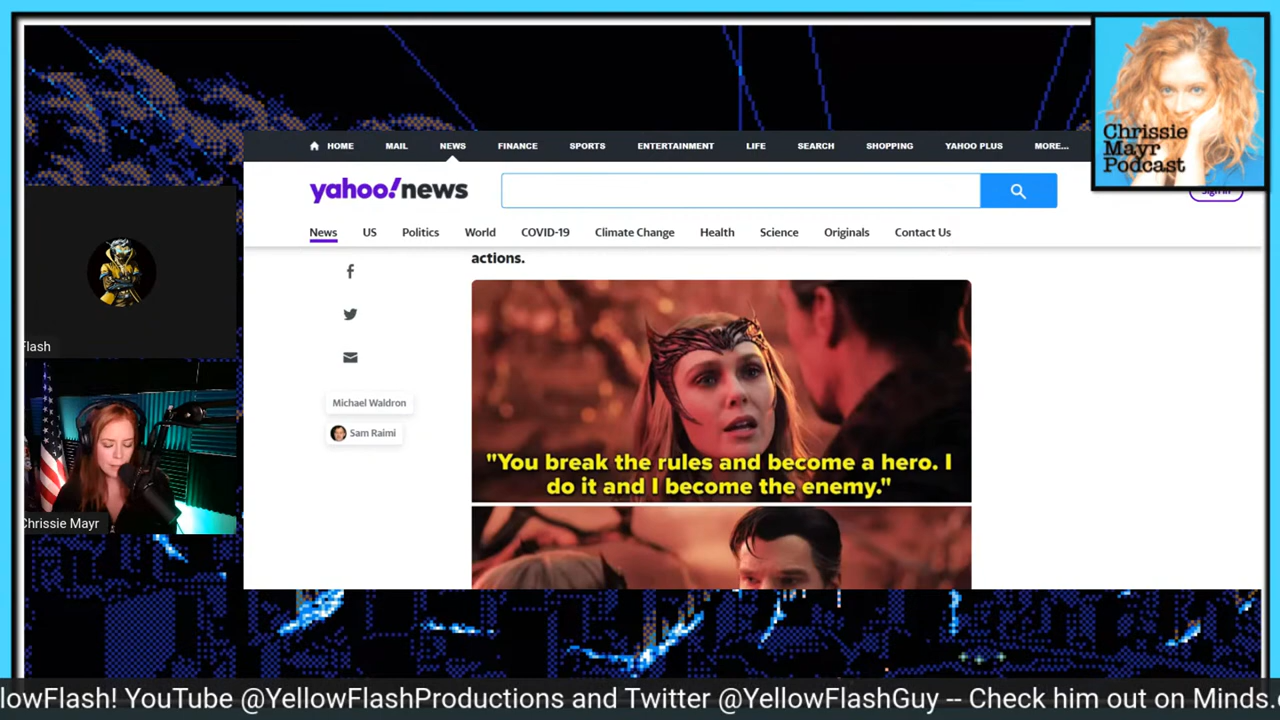 Chrissie
Mayr
Podcast
HOME MAIL NEWS FINANCE SPORTS ENTERTAINMENT LIFE SEARCH SHOPPING YAHOO PLUS MORE...
yahoo!news
Sign in
News US Politics World COVID-19 Climate Change Health Science Originals Contact Us
actions.
Flash
Michael Waldron
Sam Raimi
"You break the rules and become a hero. I
do it and I become the enemy."
Chrissie Mayr
lowFlash! YouTube @YellowFlashProductions and Twitter @YellowFlashGuy -- Check him out on Minds.